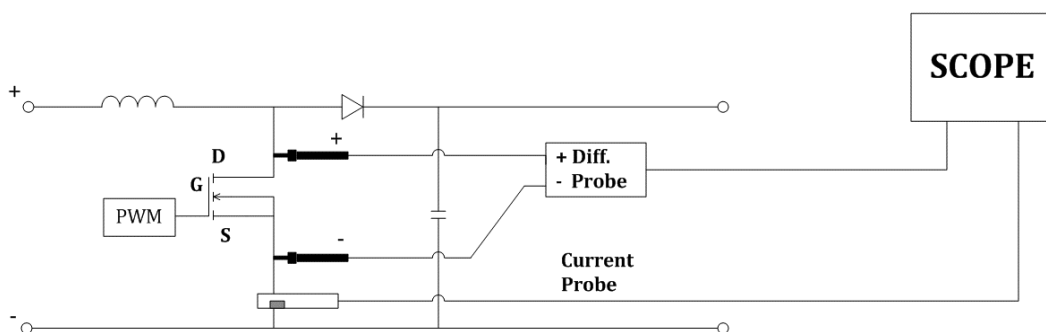 SCOPE
+
+
D
+ Diff.
- Probe
G
PWM
S
-
Current
Probe
-